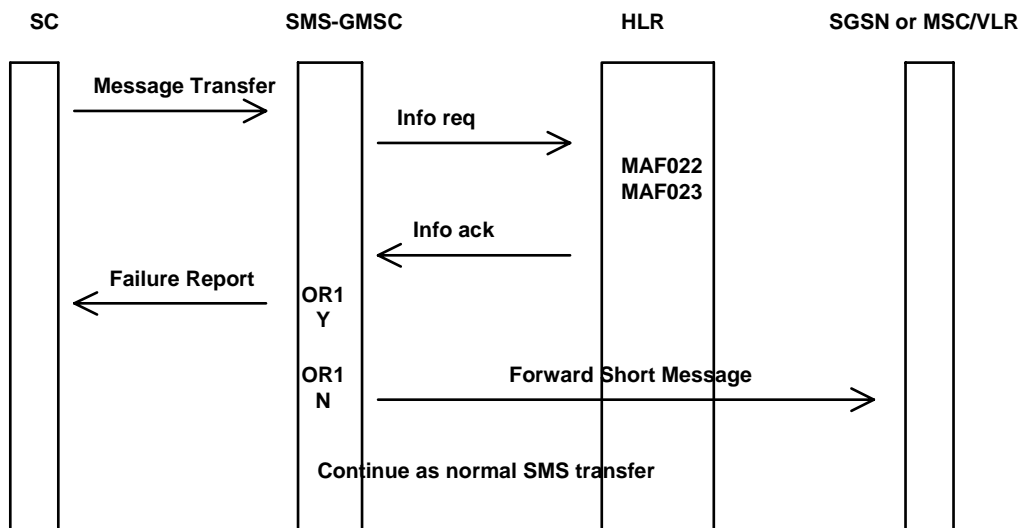 SC
SMS-GMSC
HLR
SGSN or MSC/VLR
Message Transfer
Info req
MAF022
MAF023
Info ack
Failure Report
OR1
Y
OR1
N
Forward Short Message
Continue as normal SMS transfer